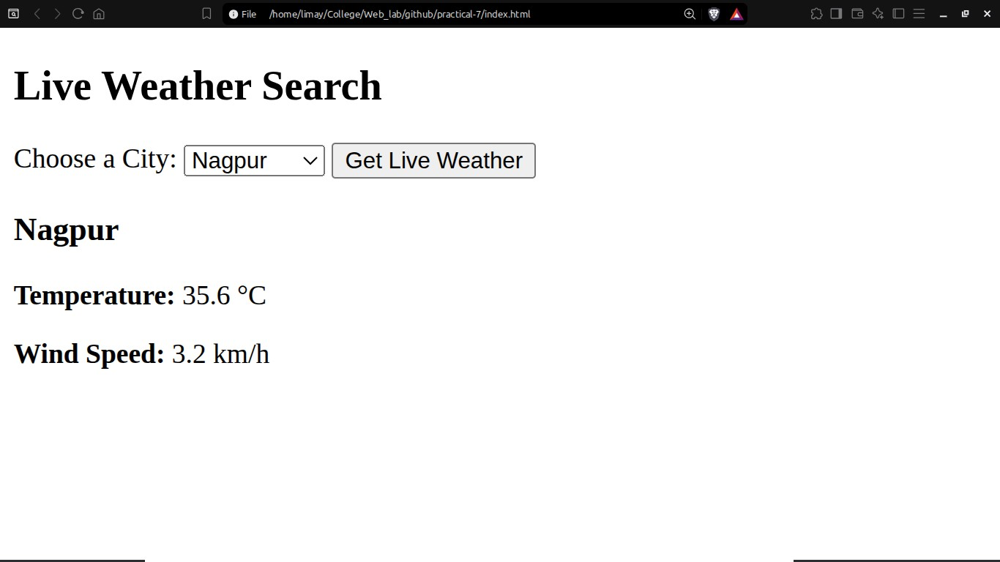 File /home/limay/College/Web_lab/github/practical-7/index.html
Live Weather Search
Choose a City: Nagpur Get Live Weather
Nagpur
Temperature: 35.6 °C
Wind Speed: 3.2 km/h